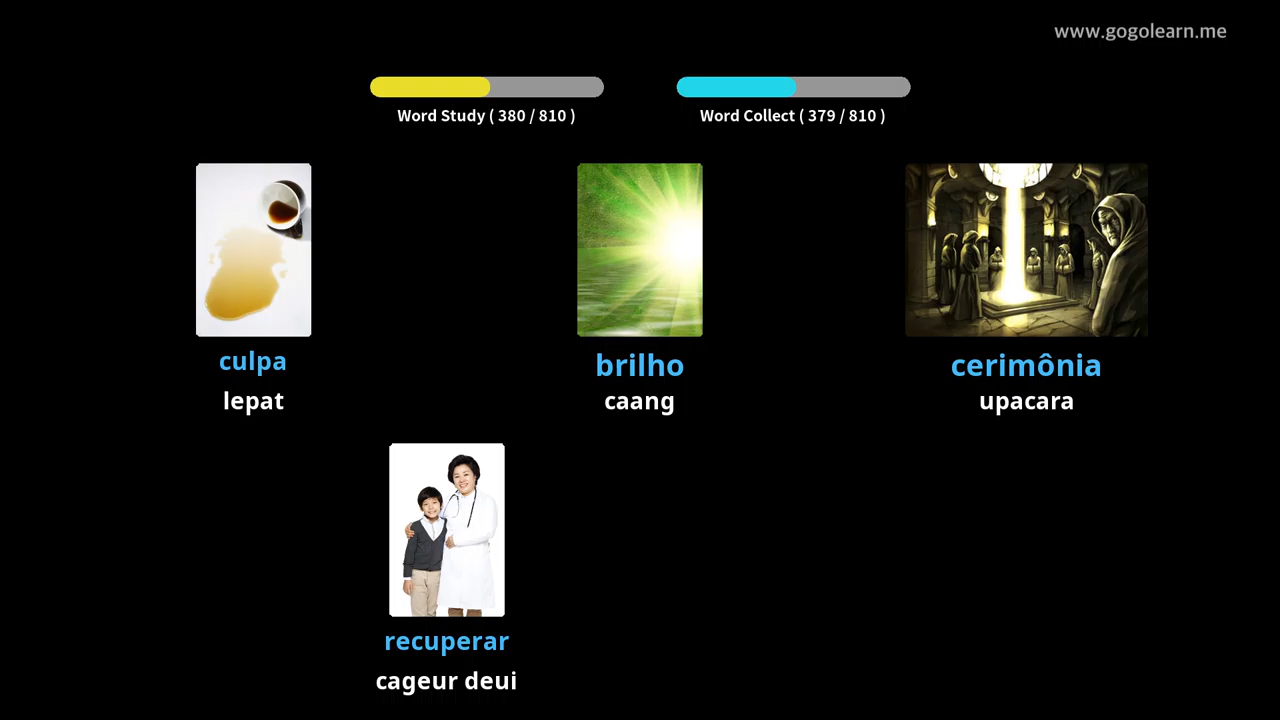 www.gogolearn.me
Word Study ( 380 / 810 )
Word Collect ( 379 / 810 )
culpa
lepat
brilho
caang
cerimônia
upacara
recuperar
cageur deui